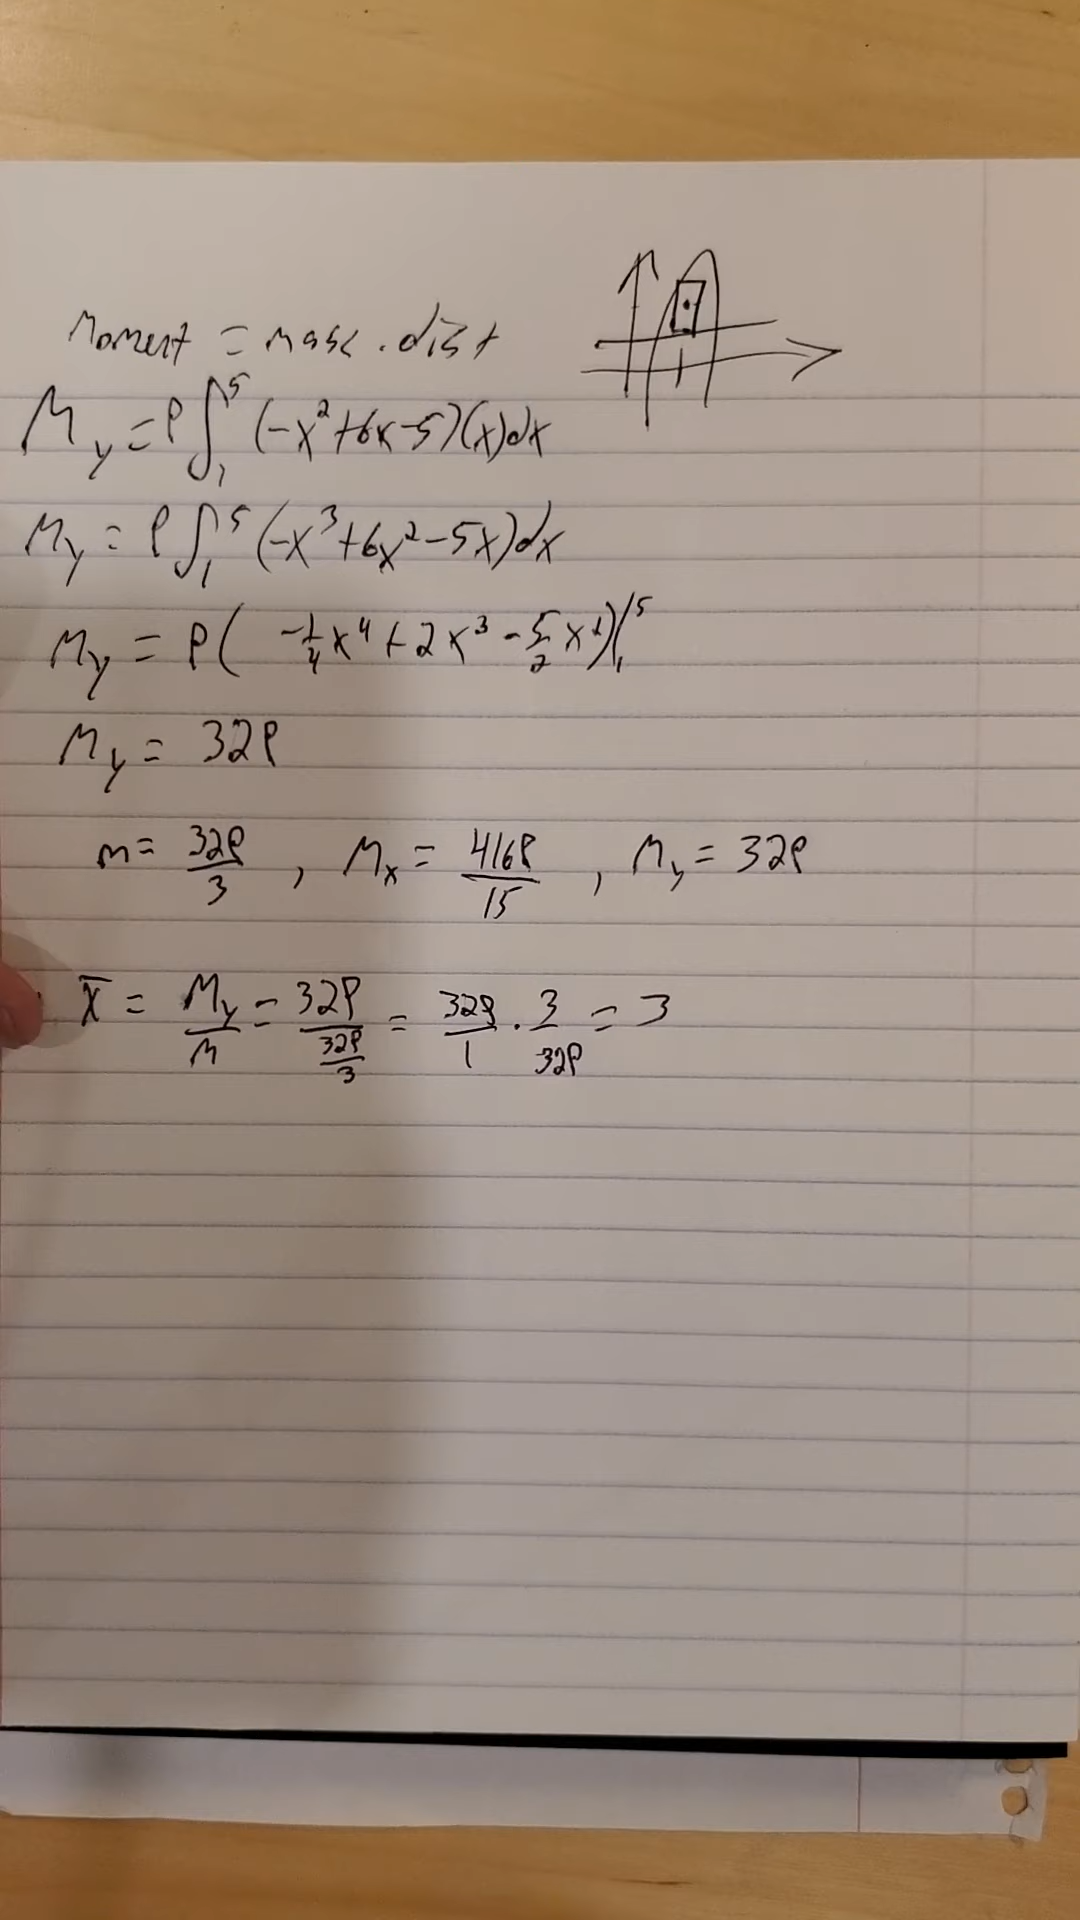 Moment = mass . dist
My = ρ∫₁⁵ (-x²+6x-5)(x)dx
My = ρ∫₁⁵ (-x³+6x²-5x)dx
My = ρ( -1/4 x⁴ + 2x³ - 5/2 x²)|₁⁵
My = 32ρ
m = 32ρ/3 , Mx = 416ρ/15 , My = 32ρ
x̄ = My/m = 32ρ/(32ρ/3) = 32ρ/1 · 3/32ρ = 3